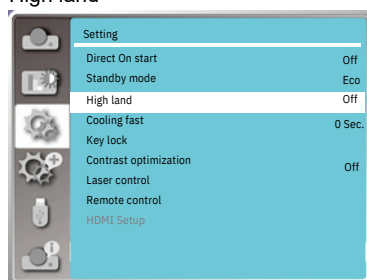 High land
Setting
Direct On start Off
Standby mode Eco
High land Off
Cooling fast 0 Sec.
Key lock
Contrast optimization Off
Laser control
Remote control
HDMI Setup